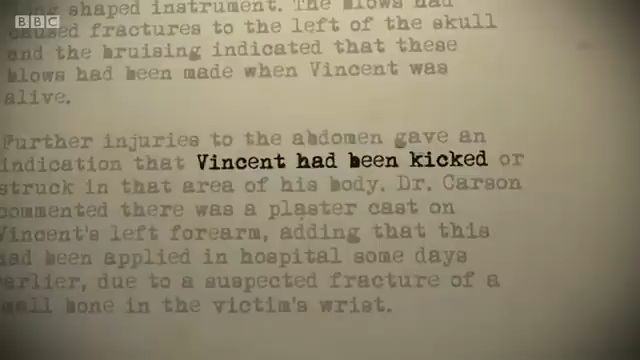 BBC
shaped instrument. The blows had
caused fractures to the left of the skull
and the bruising indicated that these
blows had been made when Vincent was
alive.
Further injuries to the abdomen gave an
indication that Vincent had been kicked or
struck in that area of his body. Dr. Carson
commented there was a plaster cast on
Vincent's left forearm, adding that this
had been applied in hospital some days
earlier, due to a suspected fracture of a
small bone in the victim's wrist.